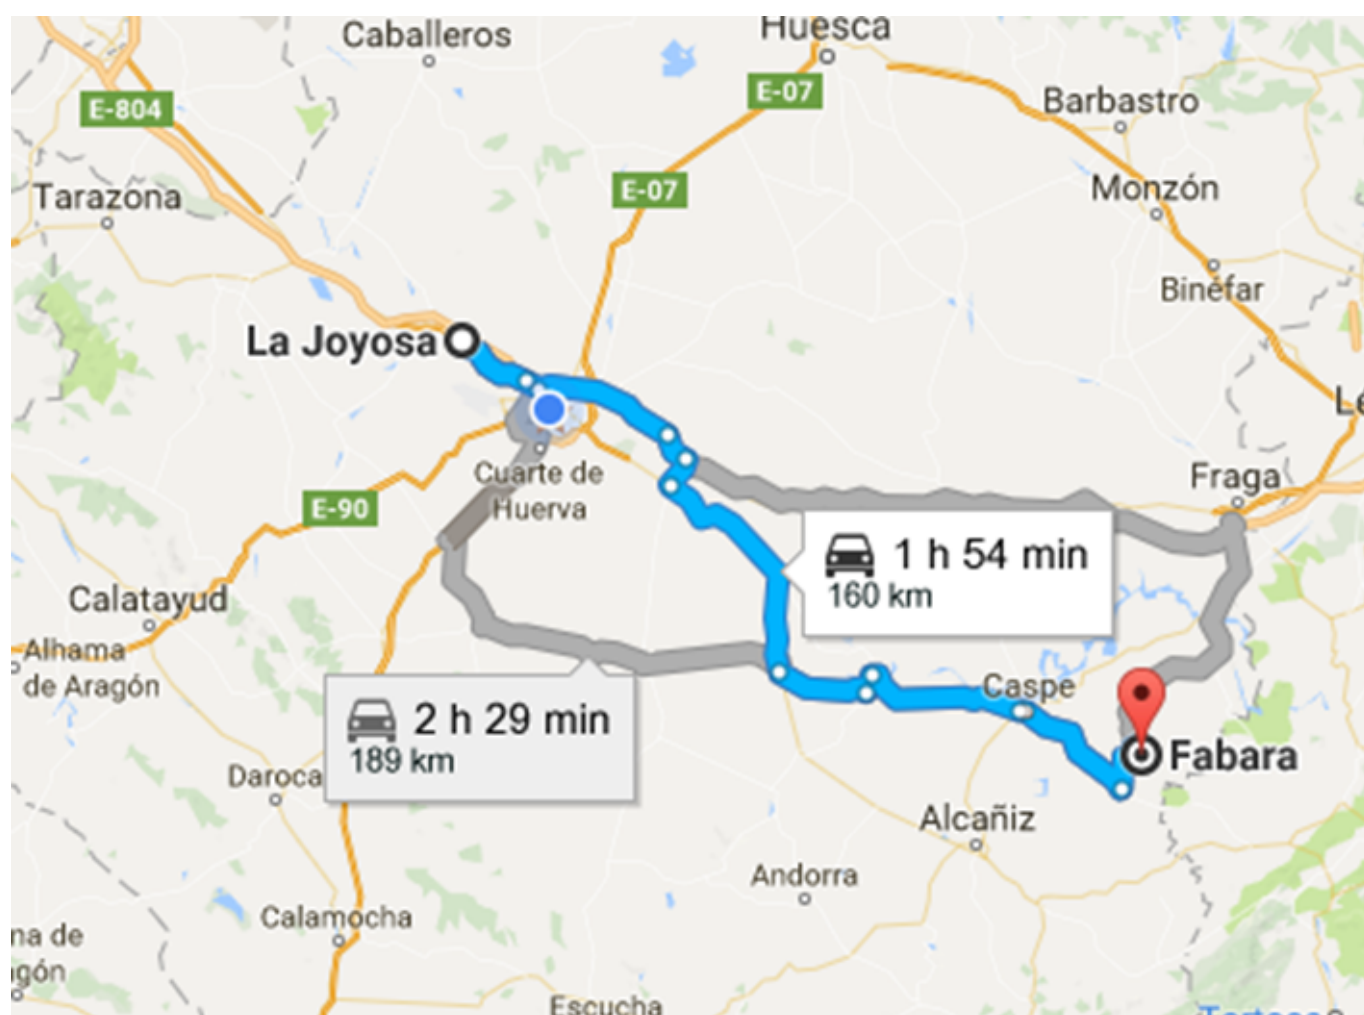 Caballeros
Huesca
E-07
E-804
Barbastro
E-07
Tarazona
Monzón
Binéfar
La Joyosa
Cuarte de
Huerva
Fraga
E-90
1 h 54 min
160 km
Calatayud
Alhama
de Aragón
Caspe
2 h 29 min
189 km
Fabara
Daroca
Alcañiz
Andorra
Calamocha
Escucha